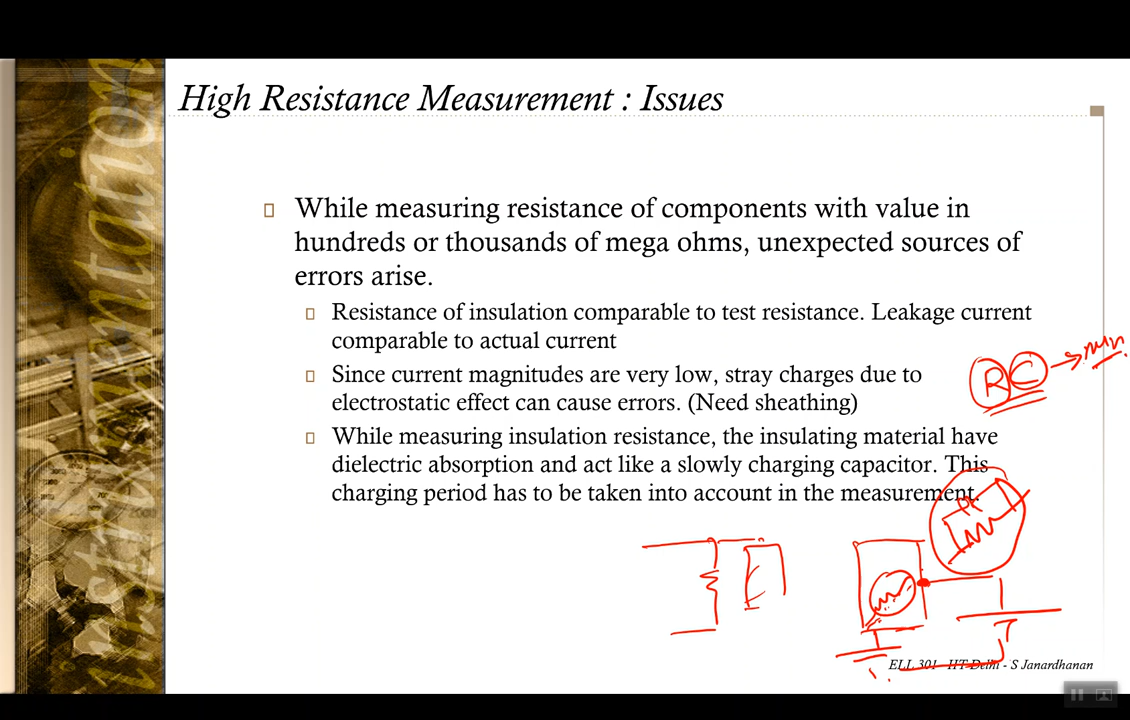 High Resistance Measurement : Issues
While measuring resistance of components with value in
hundreds or thousands of mega ohms, unexpected sources of
errors arise.
Resistance of insulation comparable to test resistance. Leakage current
comparable to actual current
Since current magnitudes are very low, stray charges due to
electrostatic effect can cause errors. (Need sheathing)
While measuring insulation resistance, the insulating material have
dielectric absorption and act like a slowly charging capacitor. This
charging period has to be taken into account in the measurement.
RC → min.
ELL 301 - IIT-Delhi - S Janardhanan
instrumentation